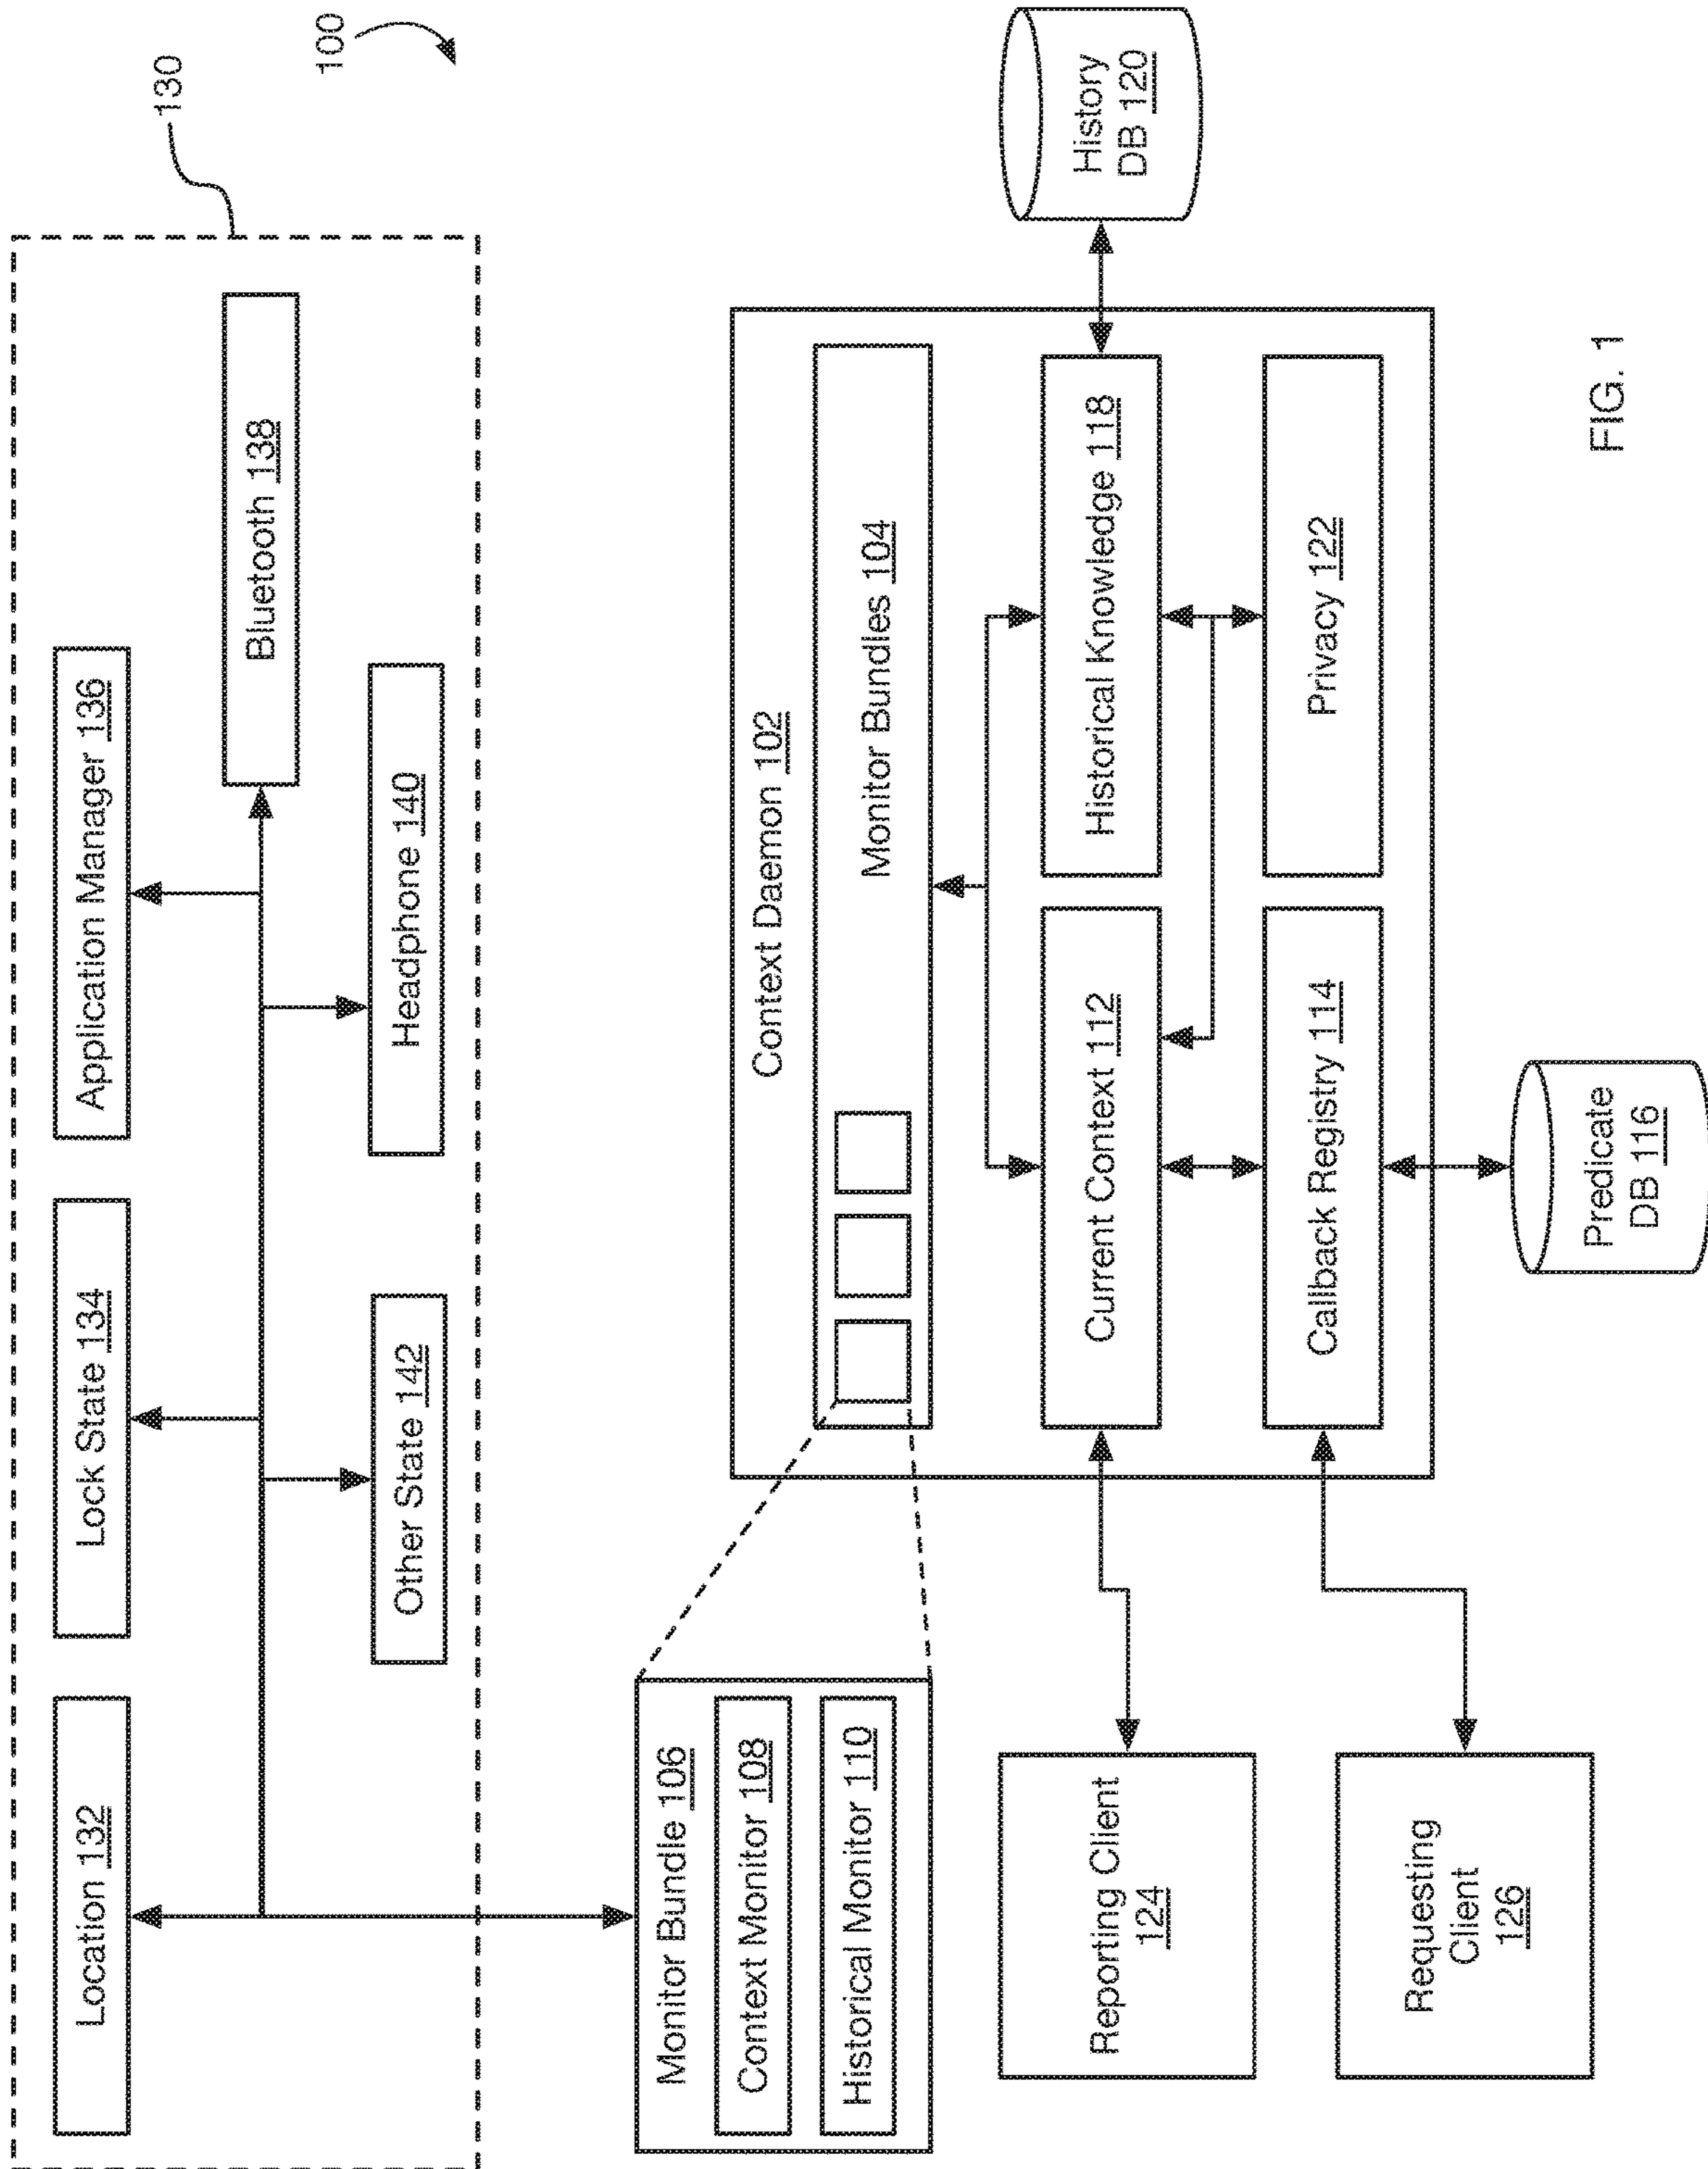 100
130
Location 132
Lock State 134
Application Manager 136
Bluetooth 138
Other State 142
Headphone 140
Monitor Bundle 106
Context Monitor 108
Historical Monitor 110
Context Daemon 102
Monitor Bundles 104
Current Context 112
Historical Knowledge 118
Callback Registry 114
Privacy 122
History
DB 120
Reporting Client
124
Requesting
Client
126
Predicate
DB 116
FIG. 1